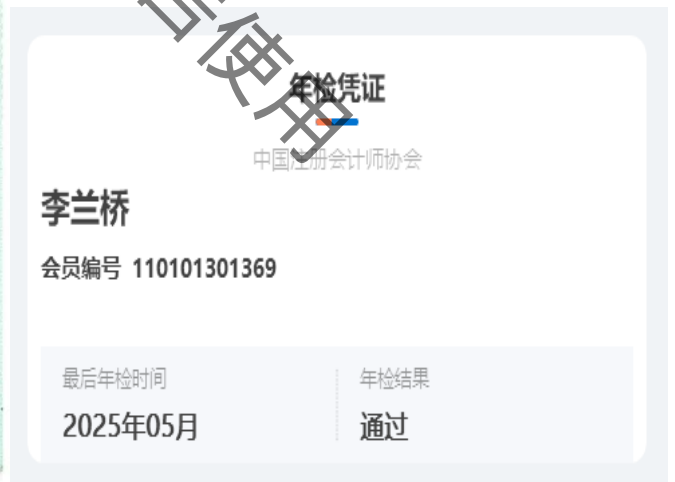 年检凭证
中国注册会计师协会
李兰桥
会员编号 110101301369
最后年检时间
年检结果
2025年05月
通过
使用